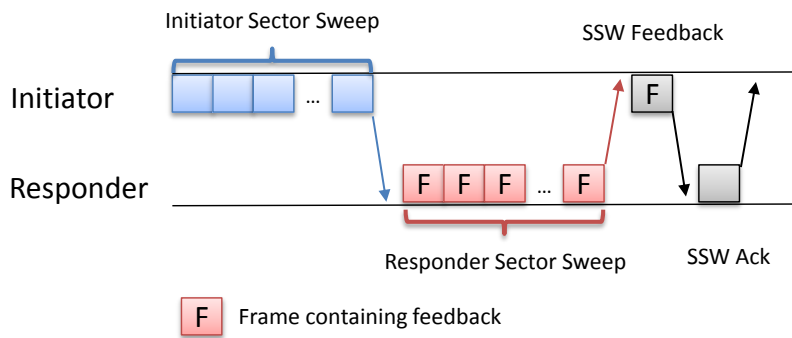 Initiator Sector Sweep
SSW Feedback
Initiator
...
F
Responder
F F F ... F
Responder Sector Sweep
SSW Ack
F Frame containing feedback